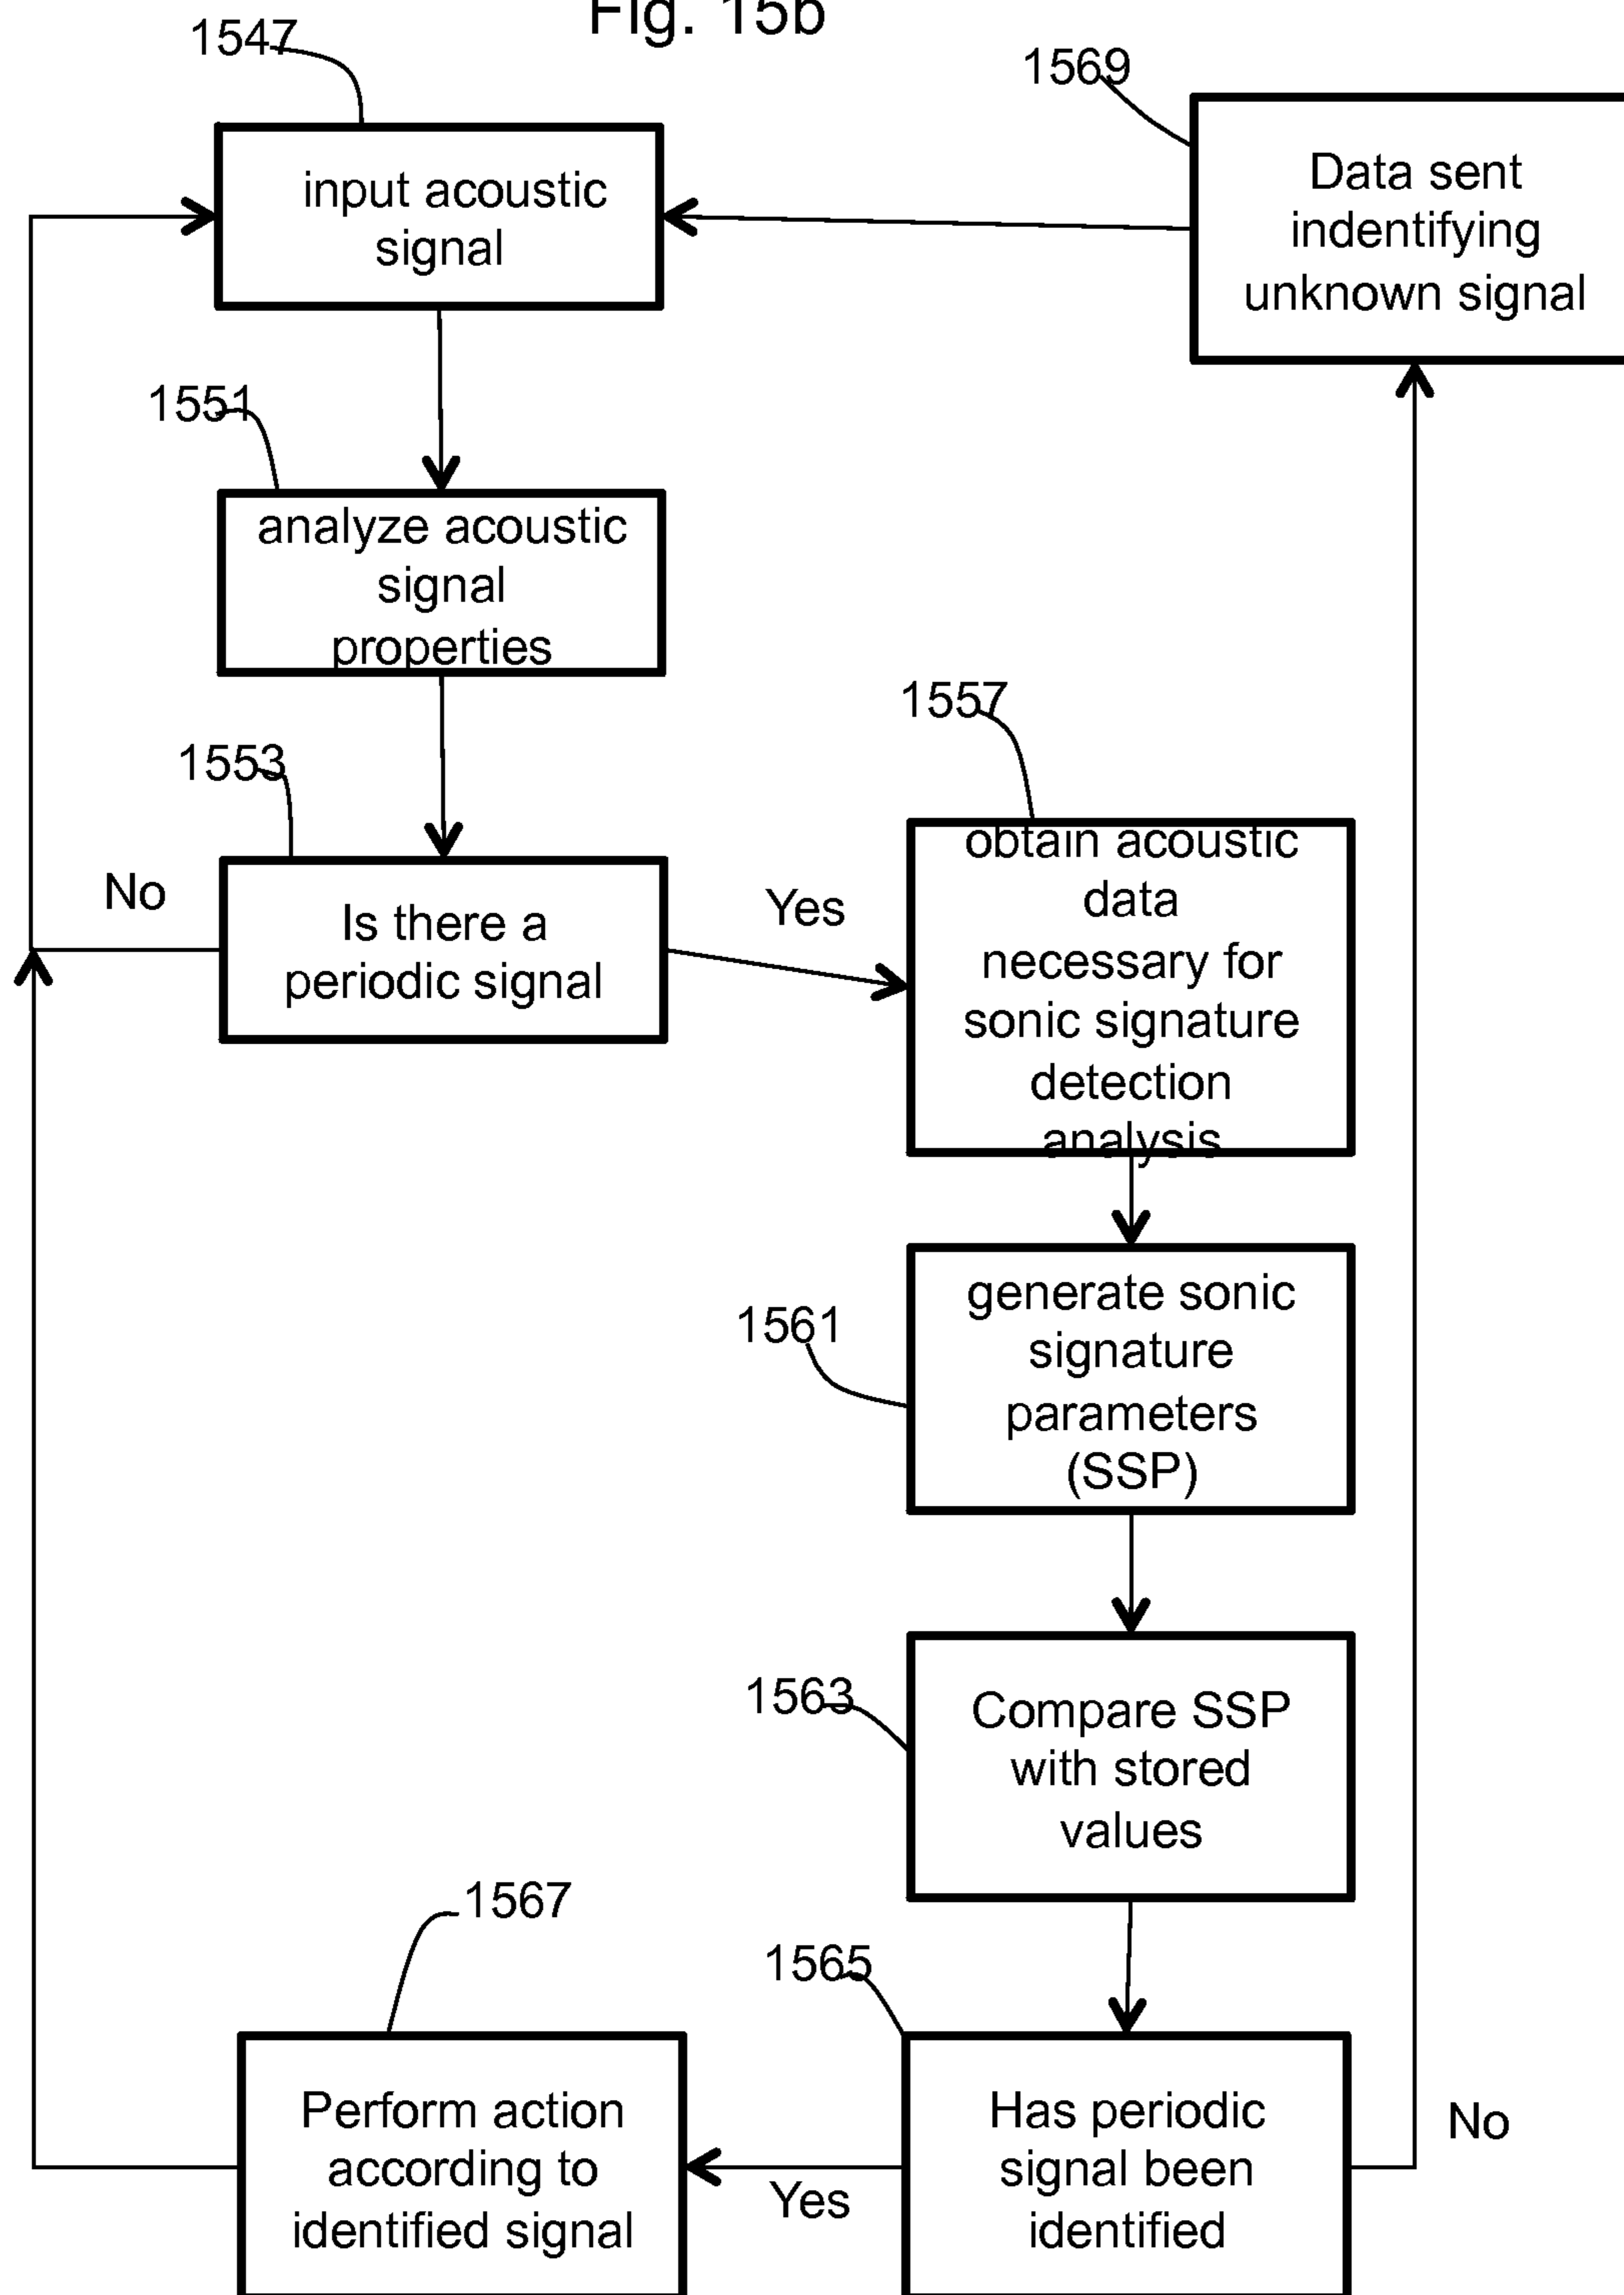 Fig. 15b
1547
1569
input acoustic
signal
Data sent
indentifying
unknown signal
1551
analyze acoustic
signal
properties
1557
1553
No
Is there a
periodic signal
Yes
obtain acoustic
data
necessary for
sonic signature
detection
analysis
1561
generate sonic
signature
parameters
(SSP)
1563
Compare SSP
with stored
values
1567
1565
Perform action
according to
identified signal
Yes
Has periodic
signal been
identified
No